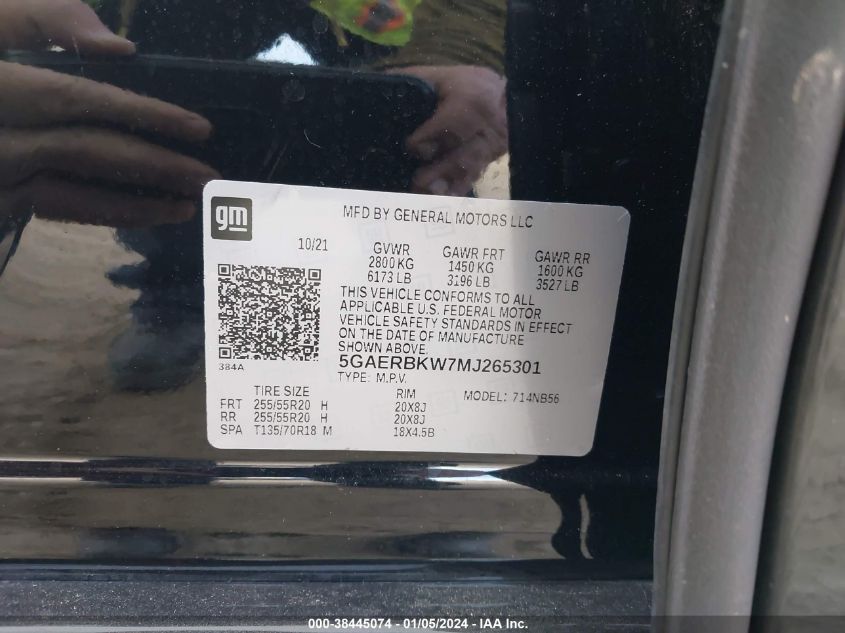 gm
MFD BY GENERAL MOTORS LLC
10/21 GVWR GAWR FRT GAWR RR
2800 KG 1450 KG 1600 KG
6173 LB 3196 LB 3527 LB
THIS VEHICLE CONFORMS TO ALL
APPLICABLE U.S. FEDERAL MOTOR
VEHICLE SAFETY STANDARDS IN EFFECT
ON THE DATE OF MANUFACTURE
SHOWN ABOVE.
384A
5GAERBKW7MJ265301
TYPE: M.P.V.
TIRE SIZE RIM MODEL: 714NB56
FRT 255/55R20 H 20X8J
RR 255/55R20 H 20X8J
SPA T135/70R18 M 18X4.5B
000-38445074 - 01/05/2024 - IAA Inc.